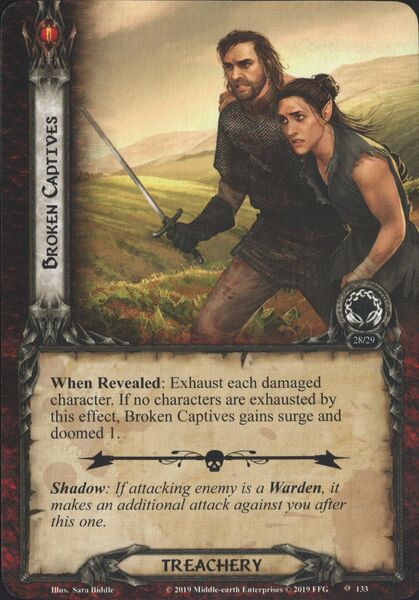 BROKEN CAPTIVES
28/29
When Revealed: Exhaust each damaged
character. If no characters are exhausted by
this effect, Broken Captives gains surge and
doomed 1.
Shadow: If attacking enemy is a Warden, it
makes an additional attack against you after
this one.
TREACHERY
Illus. Sara Biddle © 2019 Middle-earth Enterprises © 2019 FFG 133